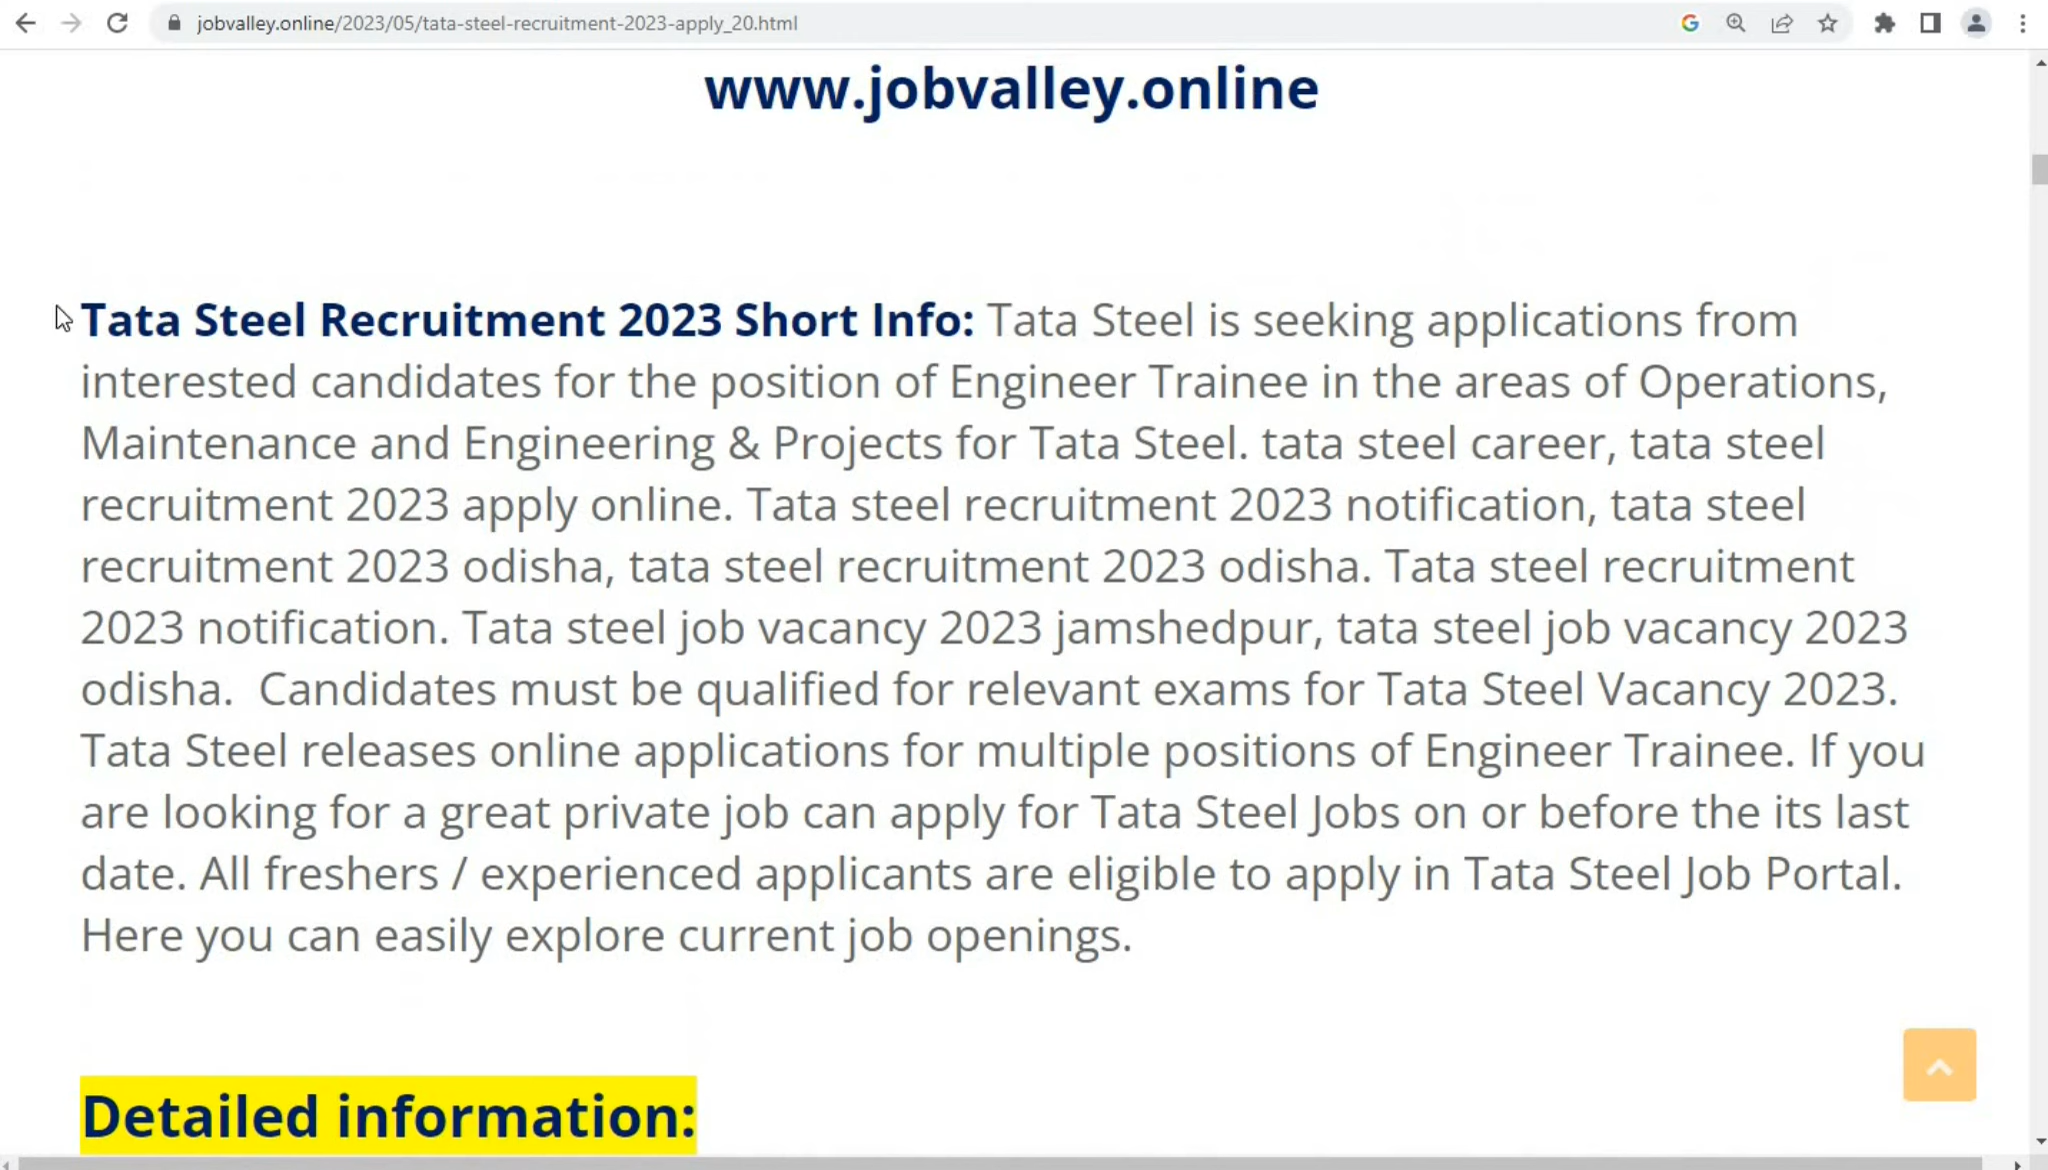 jobvalley.online/2023/05/tata-steel-recruitment-2023-apply_20.html
www.jobvalley.online
Tata Steel Recruitment 2023 Short Info: Tata Steel is seeking applications from
interested candidates for the position of Engineer Trainee in the areas of Operations,
Maintenance and Engineering & Projects for Tata Steel. tata steel career, tata steel
recruitment 2023 apply online. Tata steel recruitment 2023 notification, tata steel
recruitment 2023 odisha, tata steel recruitment 2023 odisha. Tata steel recruitment
2023 notification. Tata steel job vacancy 2023 jamshedpur, tata steel job vacancy 2023
odisha.  Candidates must be qualified for relevant exams for Tata Steel Vacancy 2023.
Tata Steel releases online applications for multiple positions of Engineer Trainee. If you
are looking for a great private job can apply for Tata Steel Jobs on or before the its last
date. All freshers / experienced applicants are eligible to apply in Tata Steel Job Portal.
Here you can easily explore current job openings.
Detailed information: